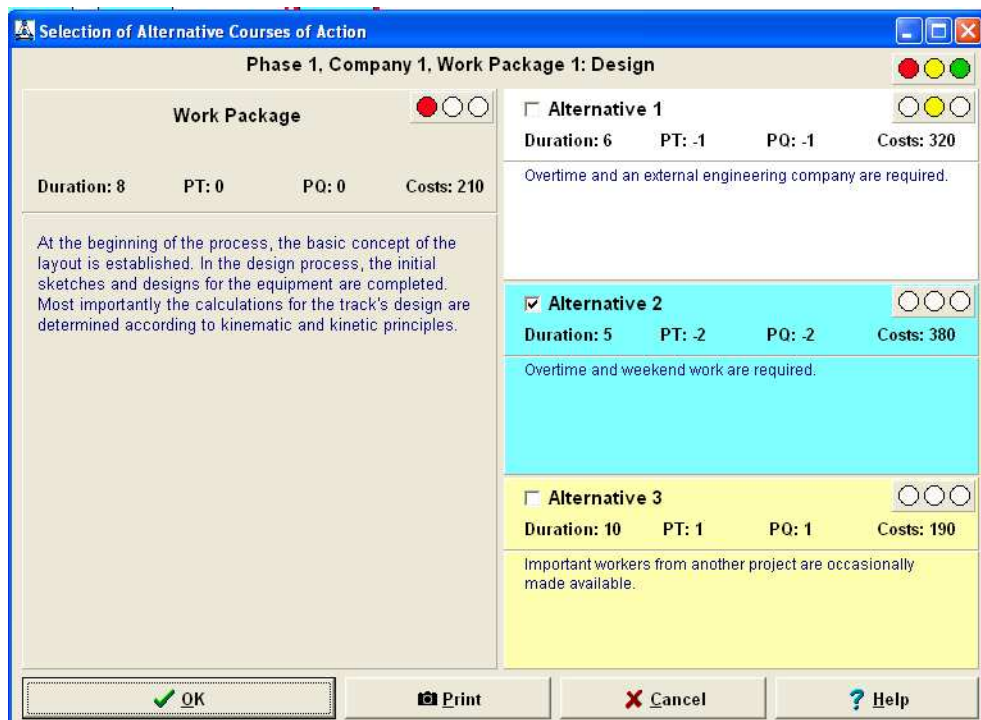 Selection of Alternative Courses of Action
Phase 1, Company 1, Work Package 1: Design
Work Package
Duration: 8 PT: 0 PQ: 0 Costs: 210
At the beginning of the process, the basic concept of the
layout is established. In the design process, the initial
sketches and designs for the equipment are completed.
Most importantly the calculations for the track's design are
determined according to kinematic and kinetic principles.
Alternative 1
Duration: 6 PT: -1 PQ: -1 Costs: 320
Overtime and an external engineering company are required.
Alternative 2
Duration: 5 PT: -2 PQ: -2 Costs: 380
Overtime and weekend work are required.
Alternative 3
Duration: 10 PT: 1 PQ: 1 Costs: 190
Important workers from another project are occasionally
made available.
OK Print Cancel Help